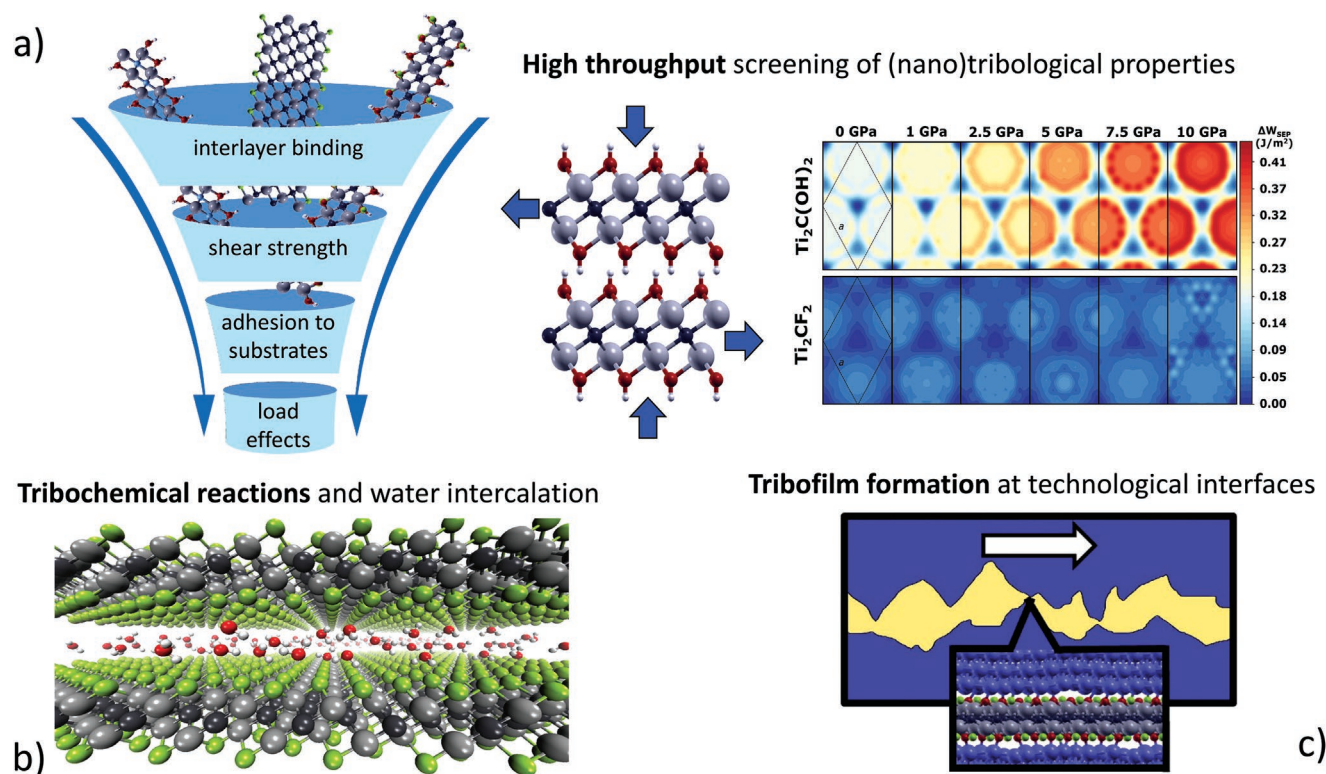 a)
High throughput screening of (nano)tribological properties
interlayer binding
shear strength
adhesion to
substrates
load
effects
0 GPa 1 GPa 2.5 GPa 5 GPa 7.5 GPa 10 GPa
ΔW_SEP
(J/m²)
Ti₂C(OH)₂
a
Ti₂CF₂
a
0.41
0.37
0.32
0.27
0.23
0.18
0.14
0.09
0.05
0.00
Tribochemical reactions and water intercalation
b)
Tribofilm formation at technological interfaces
c)